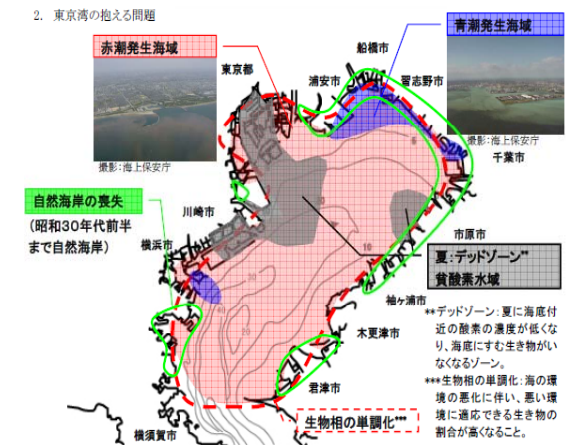 2. 東京湾の抱える問題
赤潮発生海域
撮影：海上保安庁
青潮発生海域
撮影：海上保安庁
船橋市
東京都
浦安市
習志野市
千葉市
自然海岸の喪失
(昭和30年代前半
まで自然海岸)
川崎市
横浜市
市原市
夏：デッドゾーン**
貧酸素水域
袖ヶ浦市
木更津市
君津市
横須賀市
生物相の単調化***
**デッドゾーン：夏に海底付
近の酸素の濃度が低くな
り、海底にすむ生き物がい
なくなるゾーン。
***生物相の単調化：海の環
境の悪化に伴い、悪い環
境に適応できる生き物の
割合が高くなること。
10